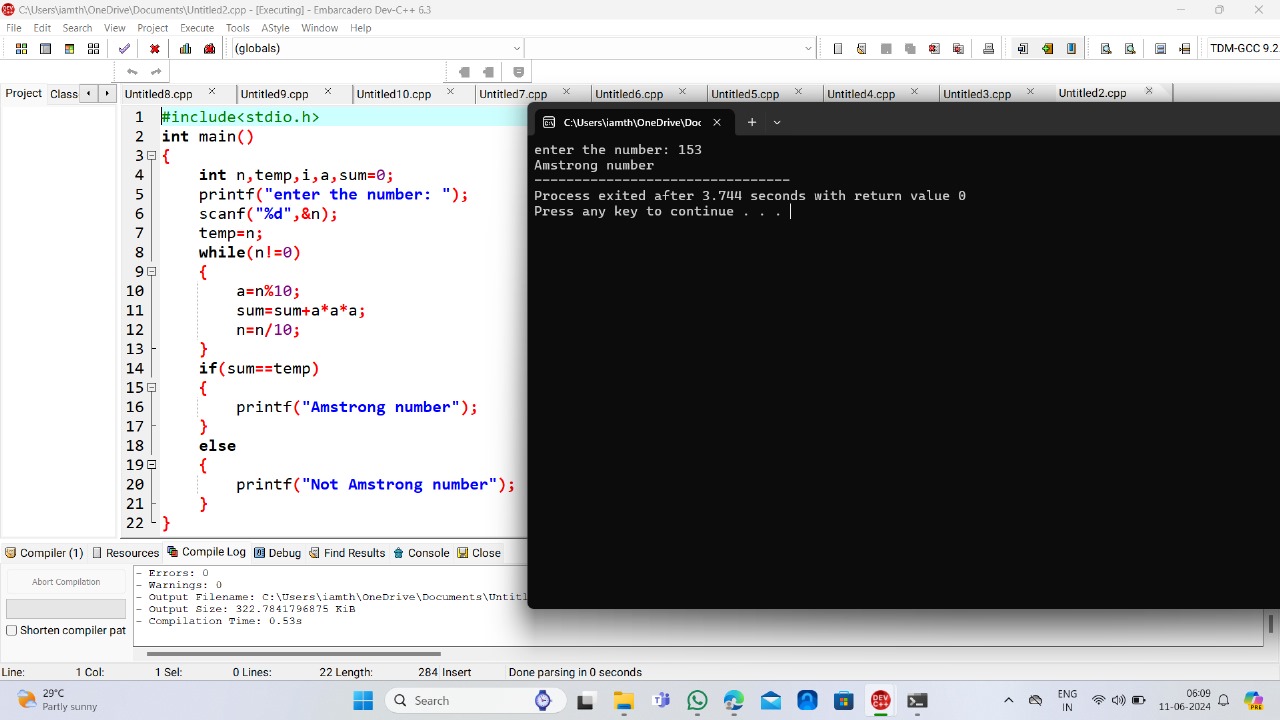 C:\Users\iamth\OneDrive\Documents\Untitled2.cpp - [Executing] - Embarcadero Dev-C++ 6.3
File Edit Search View Project Execute Tools AStyle Window Help
(globals)
TDM-GCC 9.2
Project Class
Untitled8.cpp Untitled9.cpp Untitled10.cpp Untitled7.cpp Untitled6.cpp Untitled5.cpp Untitled4.cpp Untitled3.cpp Untitled2.cpp
1 #include<stdio.h>
2 int main()
3 {
4 int n,temp,i,a,sum=0;
5 printf("enter the number: ");
6 scanf("%d",&n);
7 temp=n;
8 while(n!=0)
9 {
10 a=n%10;
11 sum=sum+a*a*a;
12 n=n/10;
13 }
14 if(sum==temp)
15 {
16 printf("Amstrong number");
17 }
18 else
19 {
20 printf("Not Amstrong number");
21 }
22 }
C:\Users\iamth\OneDrive\Doc
enter the number: 153
Amstrong number
--------------------------------
Process exited after 3.744 seconds with return value 0
Press any key to continue . . .
Compiler (1) Resources Compile Log Debug Find Results Console Close
Abort Compilation
Shorten compiler pat
- Errors: 0
- Warnings: 0
- Output Filename: C:\Users\iamth\OneDrive\Documents\Untitl
- Output Size: 322.7841796875 KiB
- Compilation Time: 0.53s
Line: 1 Col: 1 Sel: 0 Lines: 22 Length: 284 Insert Done parsing in 0 seconds
29°C
Partly sunny
Search
DEV
C++
ENG
IN
06:09
11-06-2024
PRE